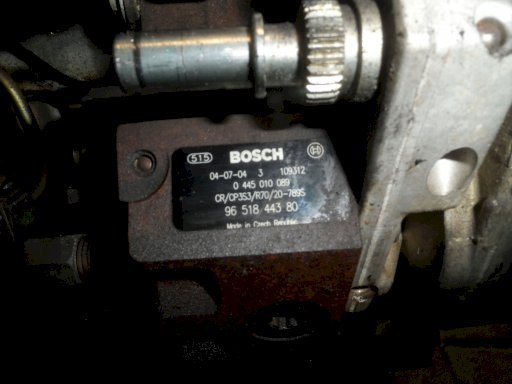 515 BOSCH
04-07-04 3 109312
0 445 010 089
CR/CP3S3/R70/20-789S
96 518 443 80
Made in Czech Republic